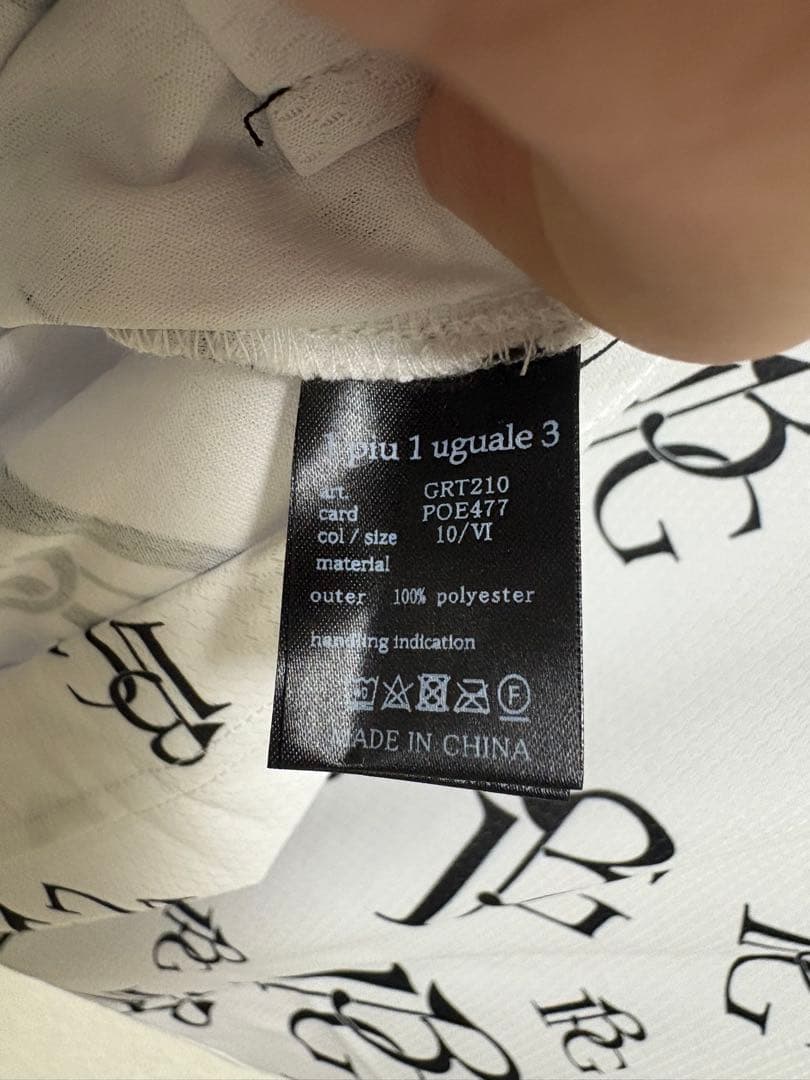 1 piu 1 uguale 3
art. GRT210
card POE477
col / size 10/VI
material
outer 100% polyester
handling indication
F
MADE IN CHINA